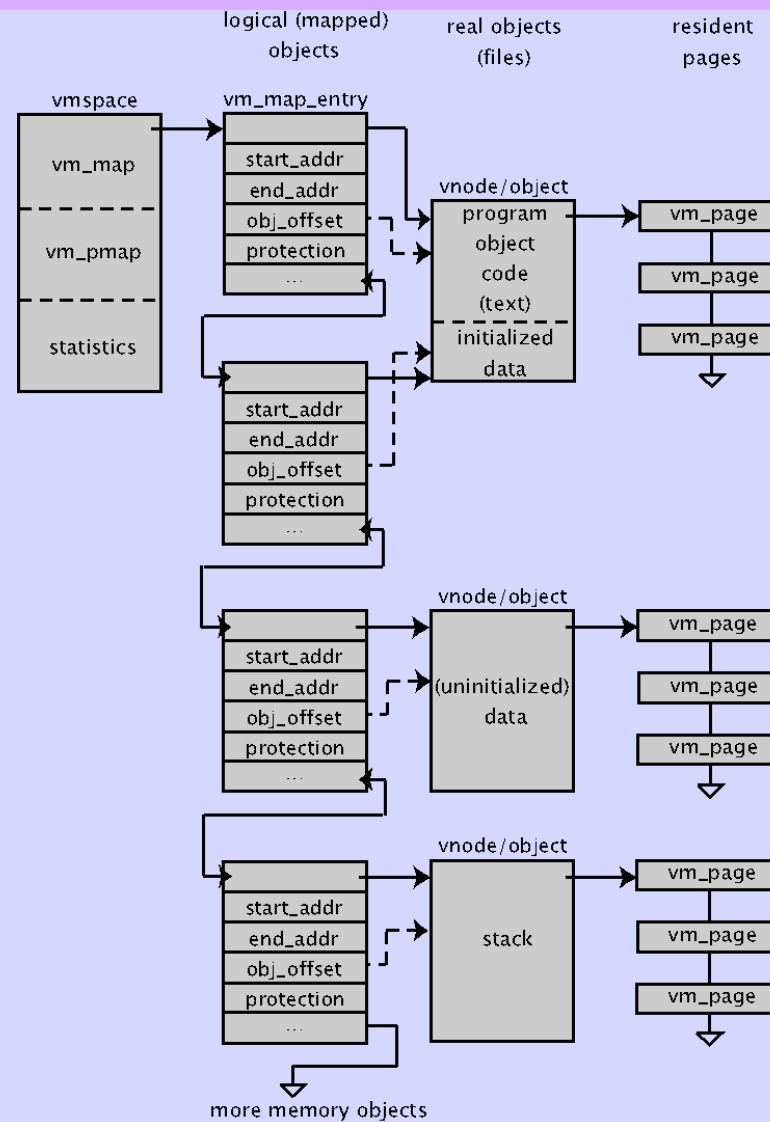 logical (mapped)
objects
real objects
(files)
resident
pages
vmspace
vm_map
vm_pmap
statistics
vm_map_entry
start_addr
end_addr
obj_offset
protection
...
vnode/object
program
object
code
(text)
initialized
data
vm_page
vm_page
vm_page
start_addr
end_addr
obj_offset
protection
...
start_addr
end_addr
obj_offset
protection
...
vnode/object
(uninitialized)
data
vm_page
vm_page
vm_page
start_addr
end_addr
obj_offset
protection
...
vnode/object
stack
vm_page
vm_page
vm_page
more memory objects